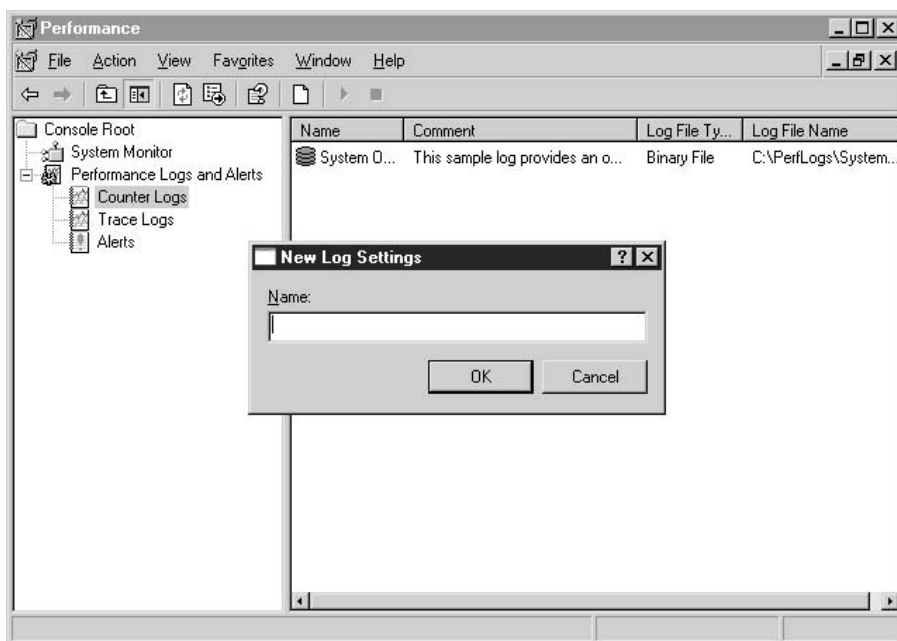 Performance
File Action View Favorites Window Help
Console Root
System Monitor
Performance Logs and Alerts
Counter Logs
Trace Logs
Alerts
Name Comment Log File Ty... Log File Name
System O... This sample log provides an o... Binary File C:\PerfLogs\System...
New Log Settings
Name:
OK Cancel